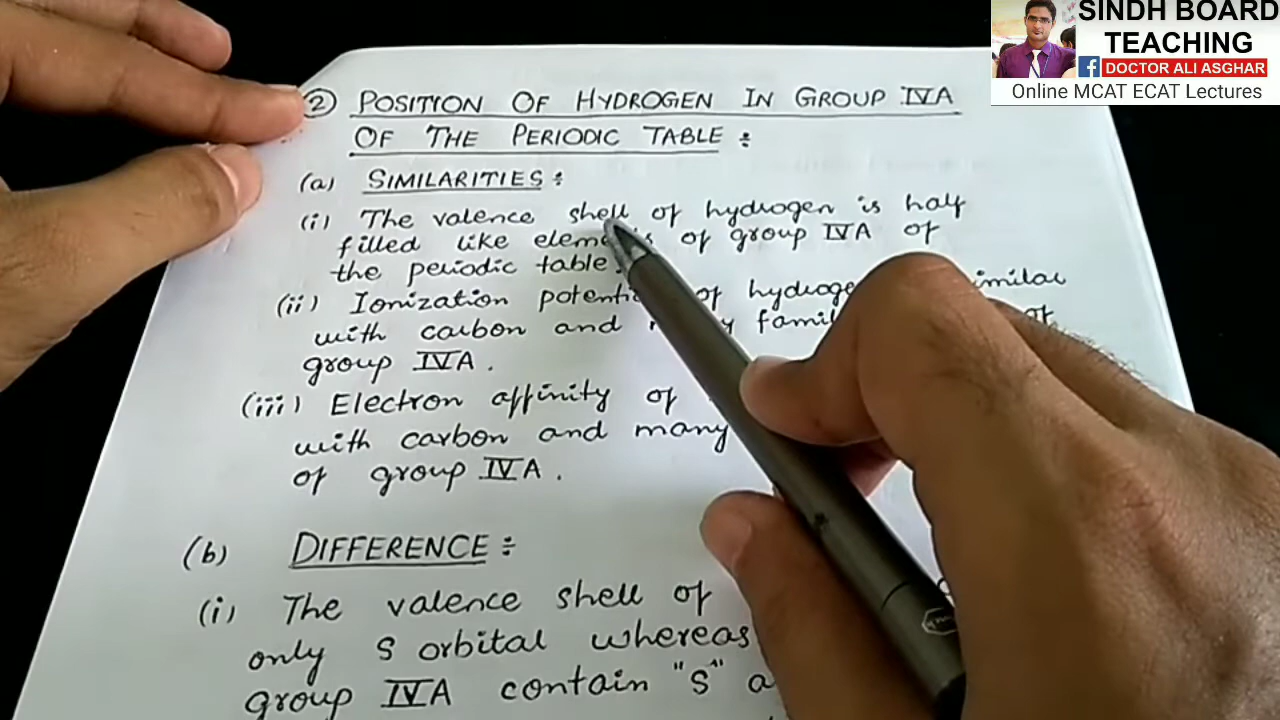 SINDH BOARD
TEACHING
f DOCTOR ALI ASGHAR
Online MCAT ECAT Lectures
② POSITION OF HYDROGEN IN GROUP IVA
OF THE PERIODIC TABLE :
(a) SIMILARITIES :
(i) The valence shell of hydrogen is half
filled like of group IVA of
the periodic table
(ii) Ionization of
with carbon and
group IVA .
(iii) Electron affinity of
with carbon and many
of group IVA .
(b) DIFFERENCE :
(i) The valence shell of
only S orbital whereas
group IVA contain "S"